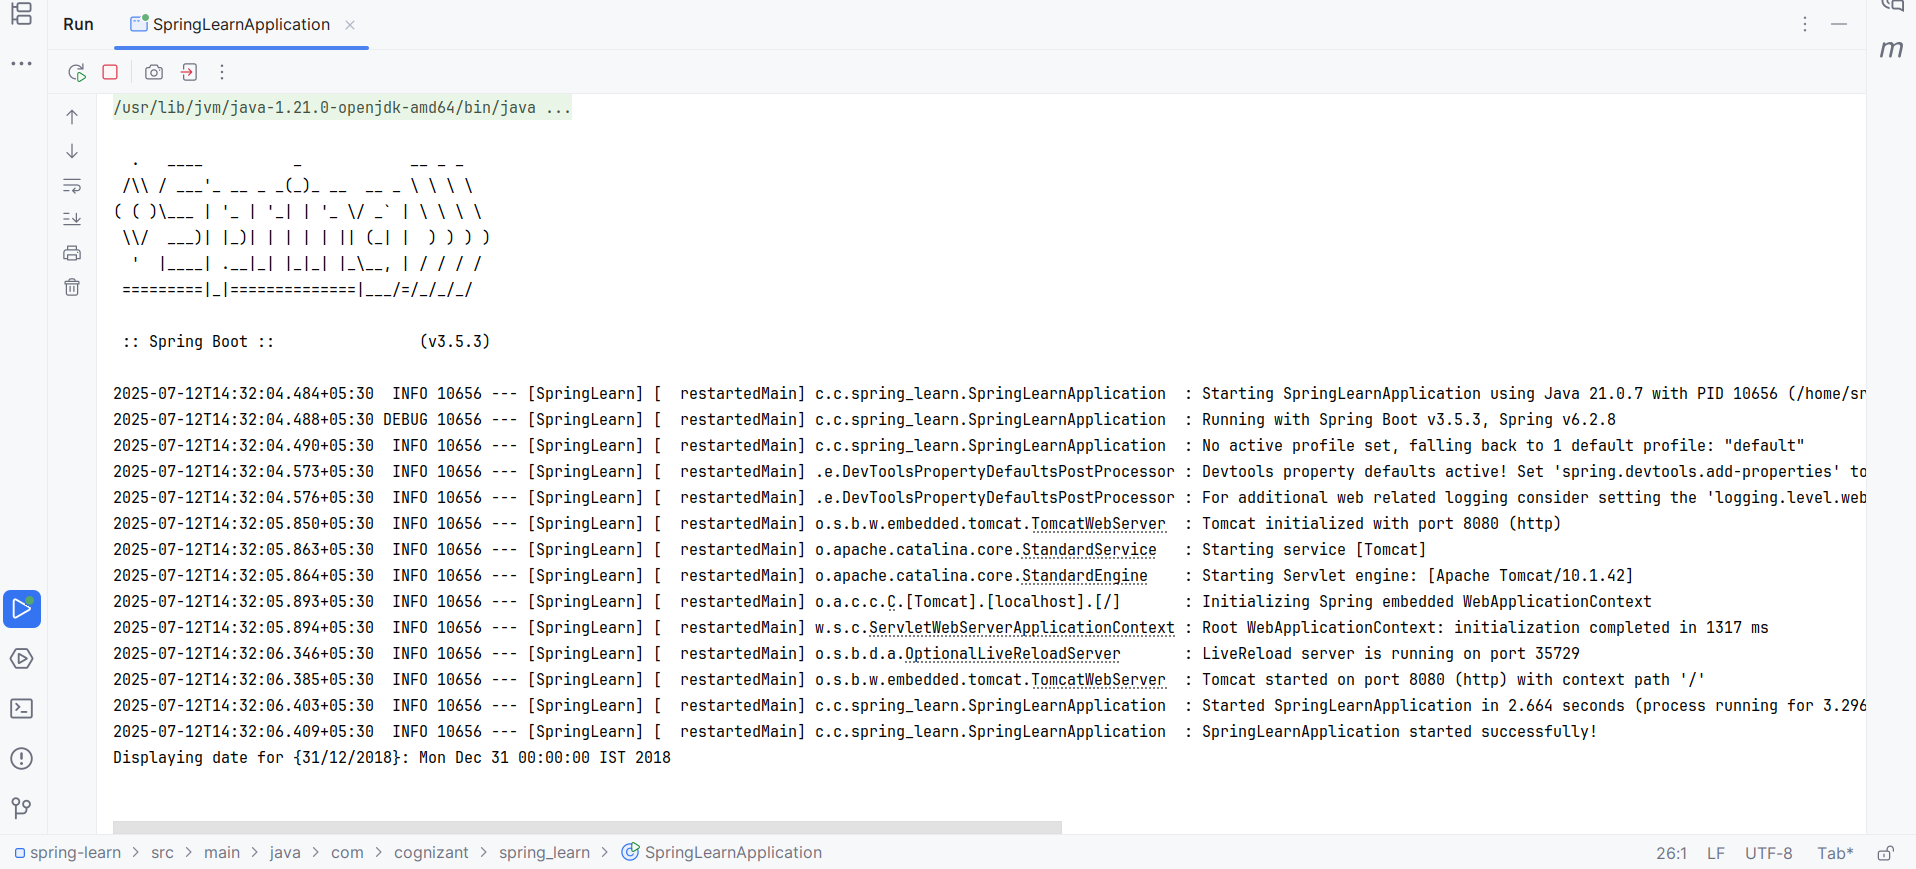 Run SpringLearnApplication
m
/usr/lib/jvm/java-1.21.0-openjdk-amd64/bin/java ...
  .   ____          _            __ _ _
 /\\ / ___'_ __ _ _(_)_ __  __ _ \ \ \ \
( ( )\___ | '_ | '_| | '_ \/ _` | \ \ \ \
 \\/  ___)| |_)| | | | | || (_| |  ) ) ) )
  '  |____| .__|_| |_|_| |_\__, | / / / /
 =========|_|==============|___/=/_/_/_/
 :: Spring Boot ::                (v3.5.3)
2025-07-12T14:32:04.484+05:30  INFO 10656 --- [SpringLearn] [  restartedMain] c.c.spring_learn.SpringLearnApplication  : Starting SpringLearnApplication using Java 21.0.7 with PID 10656 (/home/sr
2025-07-12T14:32:04.488+05:30 DEBUG 10656 --- [SpringLearn] [  restartedMain] c.c.spring_learn.SpringLearnApplication  : Running with Spring Boot v3.5.3, Spring v6.2.8
2025-07-12T14:32:04.490+05:30  INFO 10656 --- [SpringLearn] [  restartedMain] c.c.spring_learn.SpringLearnApplication  : No active profile set, falling back to 1 default profile: "default"
2025-07-12T14:32:04.573+05:30  INFO 10656 --- [SpringLearn] [  restartedMain] .e.DevToolsPropertyDefaultsPostProcessor : Devtools property defaults active! Set 'spring.devtools.add-properties' to
2025-07-12T14:32:04.576+05:30  INFO 10656 --- [SpringLearn] [  restartedMain] .e.DevToolsPropertyDefaultsPostProcessor : For additional web related logging consider setting the 'logging.level.web
2025-07-12T14:32:05.850+05:30  INFO 10656 --- [SpringLearn] [  restartedMain] o.s.b.w.embedded.tomcat.TomcatWebServer  : Tomcat initialized with port 8080 (http)
2025-07-12T14:32:05.863+05:30  INFO 10656 --- [SpringLearn] [  restartedMain] o.apache.catalina.core.StandardService   : Starting service [Tomcat]
2025-07-12T14:32:05.864+05:30  INFO 10656 --- [SpringLearn] [  restartedMain] o.apache.catalina.core.StandardEngine    : Starting Servlet engine: [Apache Tomcat/10.1.42]
2025-07-12T14:32:05.893+05:30  INFO 10656 --- [SpringLearn] [  restartedMain] o.a.c.c.C.[Tomcat].[localhost].[/]       : Initializing Spring embedded WebApplicationContext
2025-07-12T14:32:05.894+05:30  INFO 10656 --- [SpringLearn] [  restartedMain] w.s.c.ServletWebServerApplicationContext : Root WebApplicationContext: initialization completed in 1317 ms
2025-07-12T14:32:06.346+05:30  INFO 10656 --- [SpringLearn] [  restartedMain] o.s.b.d.a.OptionalLiveReloadServer       : LiveReload server is running on port 35729
2025-07-12T14:32:06.385+05:30  INFO 10656 --- [SpringLearn] [  restartedMain] o.s.b.w.embedded.tomcat.TomcatWebServer  : Tomcat started on port 8080 (http) with context path '/'
2025-07-12T14:32:06.403+05:30  INFO 10656 --- [SpringLearn] [  restartedMain] c.c.spring_learn.SpringLearnApplication  : Started SpringLearnApplication in 2.664 seconds (process running for 3.296
2025-07-12T14:32:06.409+05:30  INFO 10656 --- [SpringLearn] [  restartedMain] c.c.spring_learn.SpringLearnApplication  : SpringLearnApplication started successfully!
Displaying date for {31/12/2018}: Mon Dec 31 00:00:00 IST 2018
spring-learn > src > main > java > com > cognizant > spring_learn > SpringLearnApplication 26:1 LF UTF-8 Tab*